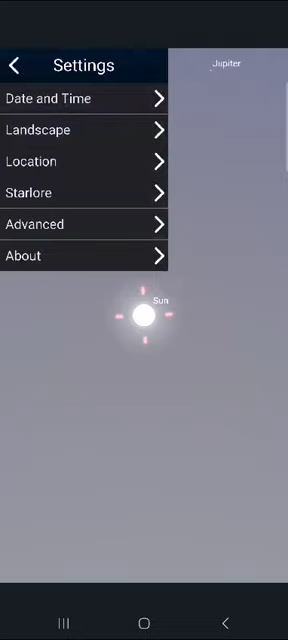 Settings
Jupiter
Date and Time
Landscape
Location
Starlore
Advanced
About
Sun